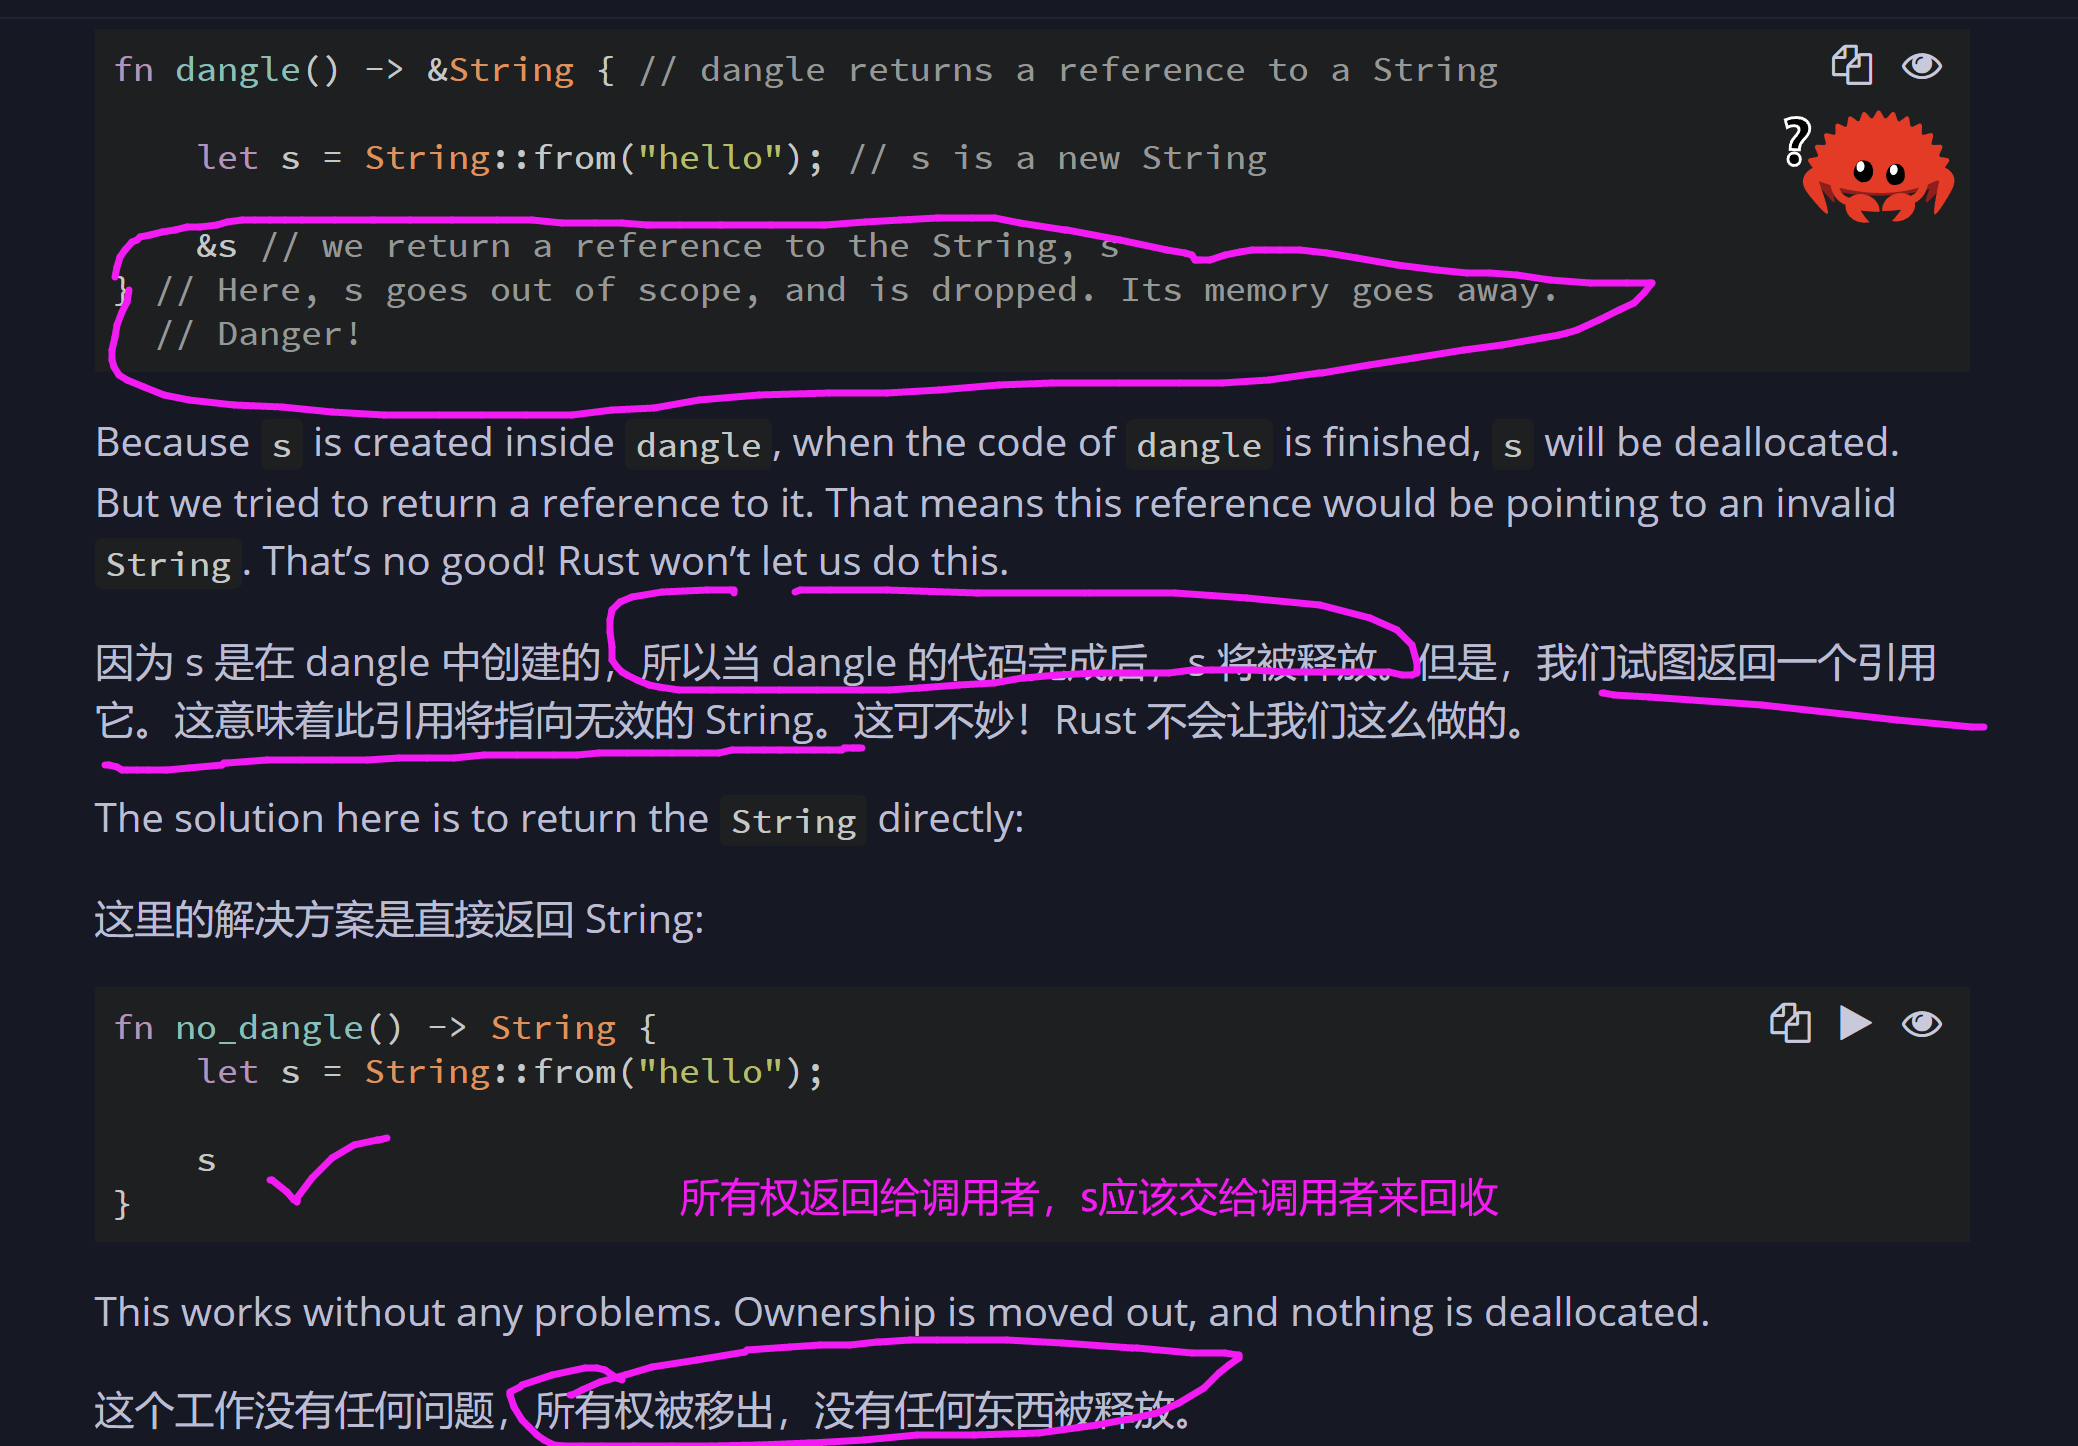 fn dangle() -> &String { // dangle returns a reference to a String
let s = String::from("hello"); // s is a new String
&s // we return a reference to the String, s
} // Here, s goes out of scope, and is dropped. Its memory goes away.
// Danger!
?
Because s is created inside dangle, when the code of dangle is finished, s will be deallocated.
But we tried to return a reference to it. That means this reference would be pointing to an invalid
String. That’s no good! Rust won’t let us do this.
因为 s 是在 dangle 中创建的，所以当 dangle 的代码完成后，s 将被释放。但是，我们试图返回一个引用
它。这意味着此引用将指向无效的 String。这可不妙！Rust 不会让我们这么做的。
The solution here is to return the String directly:
这里的解决方案是直接返回 String:
fn no_dangle() -> String {
let s = String::from("hello");
s
}
所有权返回给调用者，s应该交给调用者来回收
This works without any problems. Ownership is moved out, and nothing is deallocated.
这个工作没有任何问题，所有权被移出，没有任何东西被释放。